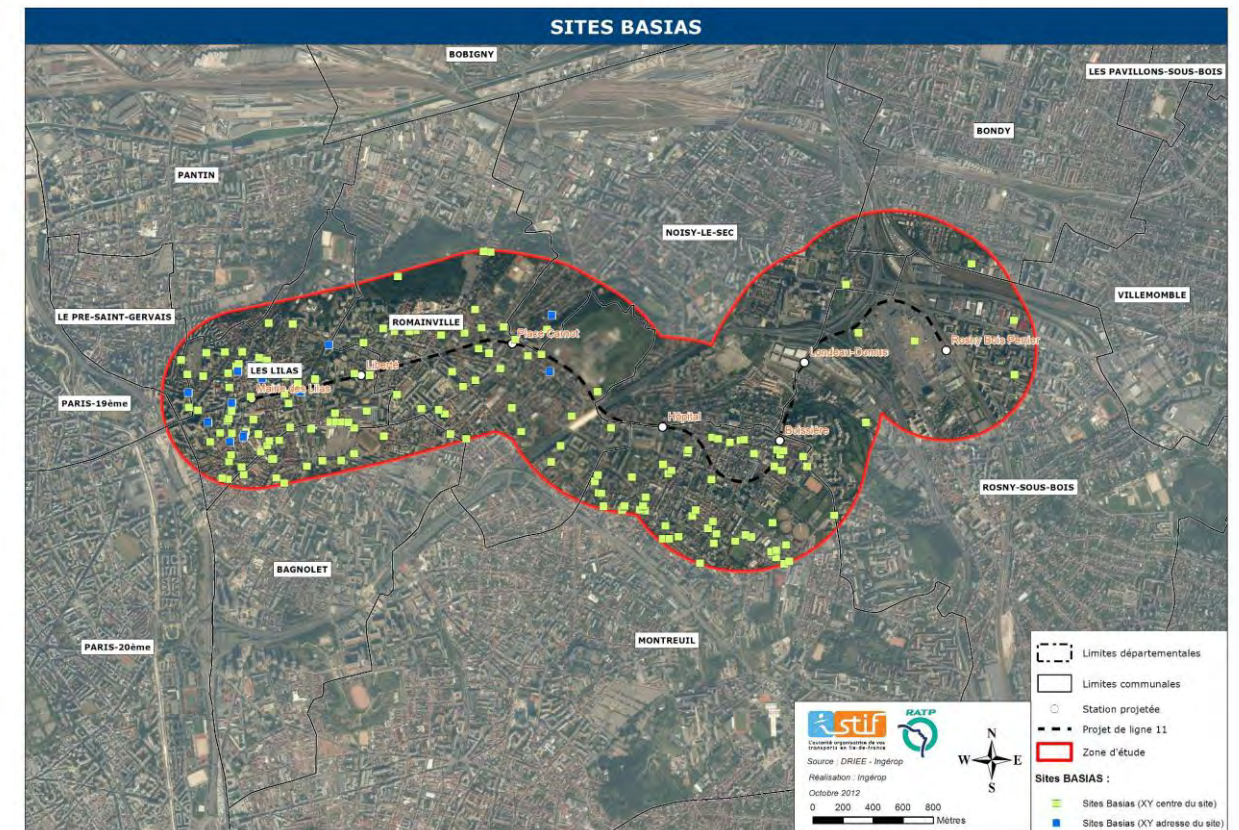 SITES BASIAS
BOBIGNY
LES PAVILLONS-SOUS-BOIS
BONDY
PANTIN
NOISY-LE-SEC
VILLEMOMBLE
LE PRE-SAINT-GERVAIS
ROMAINVILLE
Place Carnot
Londeau-Domus
Rosny Bois Perrier
LES LILAS
Liberté
Mairie des Lilas
PARIS-19ème
Hôpital
Boissière
ROSNY-SOUS-BOIS
BAGNOLET
MONTREUIL
PARIS-20ème
Limites départementales
Limites communales
Station projetée
Projet de ligne 11
Zone d'étude
Sites BASIAS :
Sites Basias (XY centre du site)
Sites Basias (XY adresse du site)
stif
L'autorité organisatrice de vos
transports en Île-de-France
RATP
Source : DRIEE - Ingérop
Réalisation : Ingérop
Octobre 2012
N
W E
S
0 200 400 600 800
Mètres